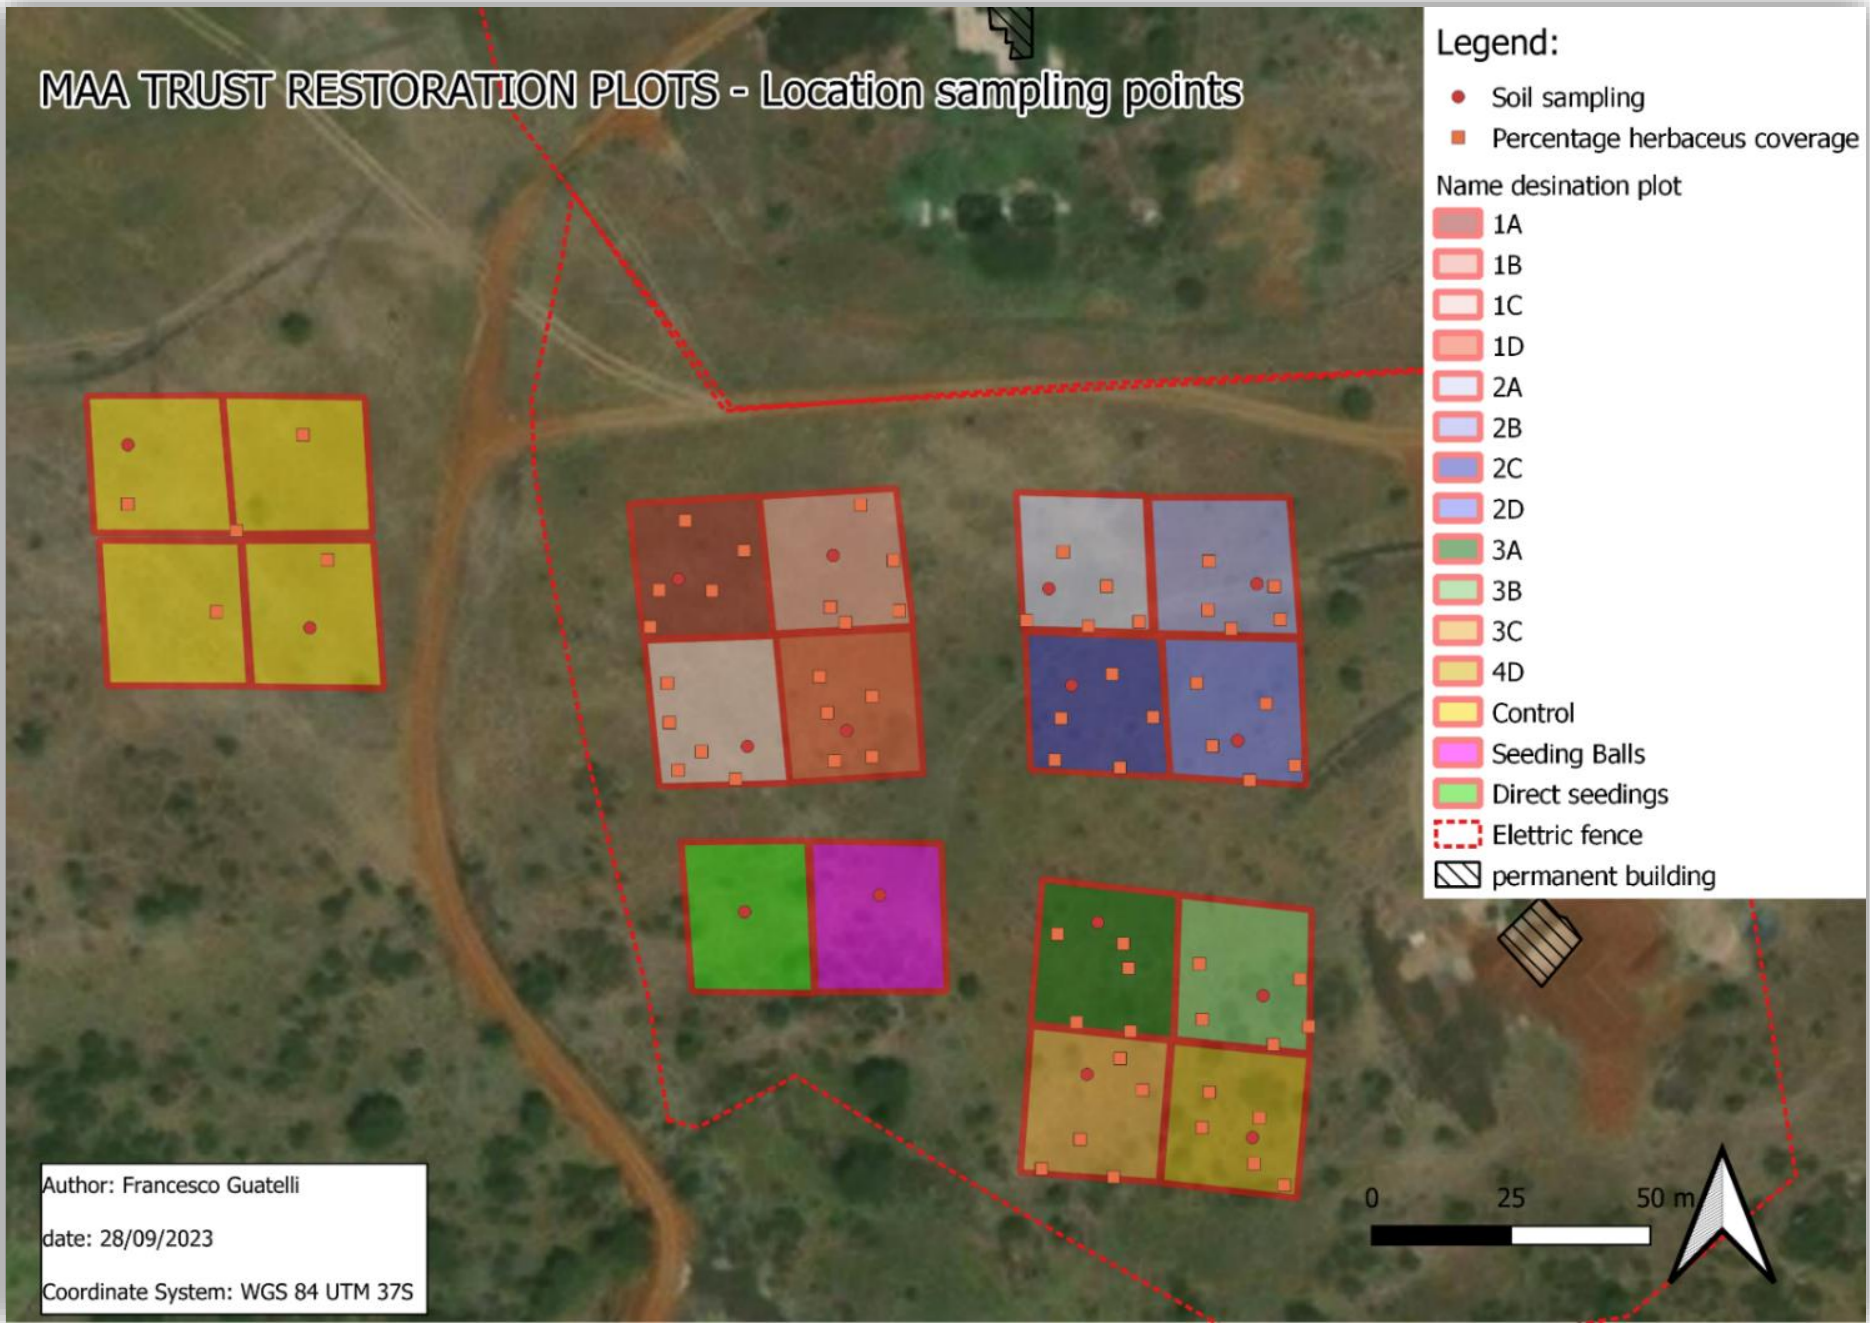 MAA TRUST RESTORATION PLOTS - Location sampling points
Legend:
Soil sampling
Percentage herbaceus coverage
Name desination plot
1A
1B
1C
1D
2A
2B
2C
2D
3A
3B
3C
4D
Control
Seeding Balls
Direct seedings
Elettric fence
permanent building
0 25 50 m
Author: Francesco Guatelli
date: 28/09/2023
Coordinate System: WGS 84 UTM 37S